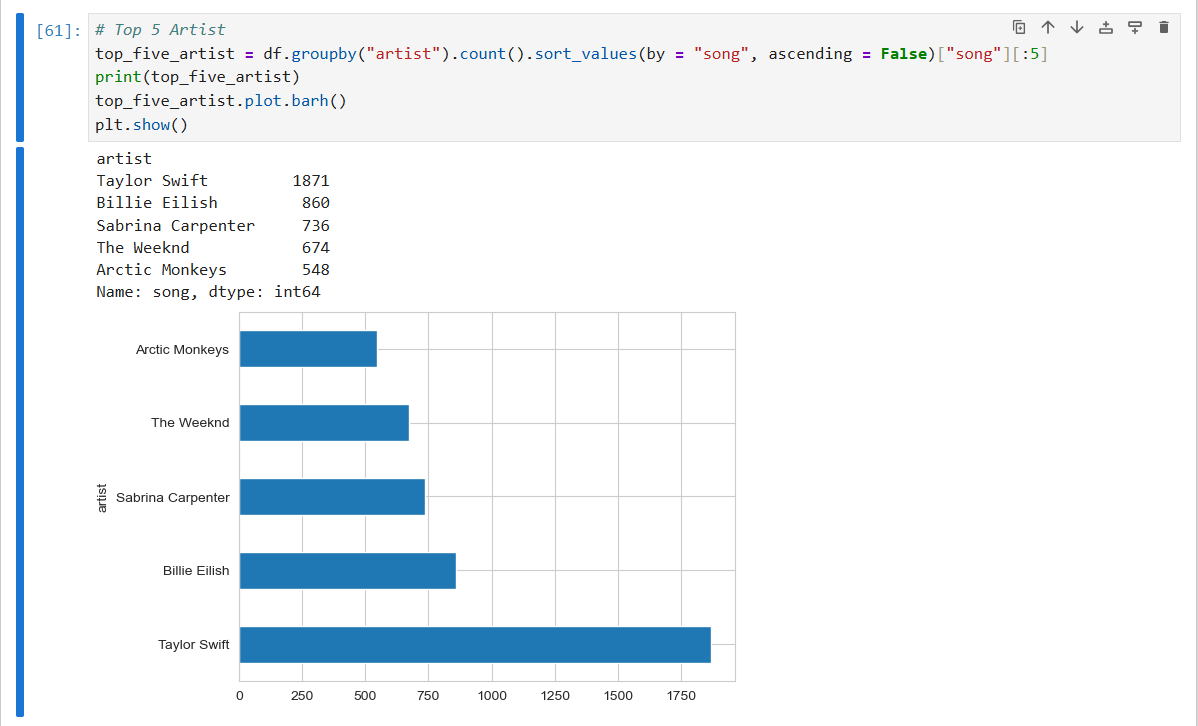 [61]: # Top 5 Artist
top_five_artist = df.groupby("artist").count().sort_values(by = "song", ascending = False)["song"][:5]
print(top_five_artist)
top_five_artist.plot.barh()
plt.show()
artist
Taylor Swift         1871
Billie Eilish         860
Sabrina Carpenter     736
The Weeknd            674
Arctic Monkeys        548
Name: song, dtype: int64
Arctic Monkeys
The Weeknd
artist
Sabrina Carpenter
Billie Eilish
Taylor Swift
0 250 500 750 1000 1250 1500 1750